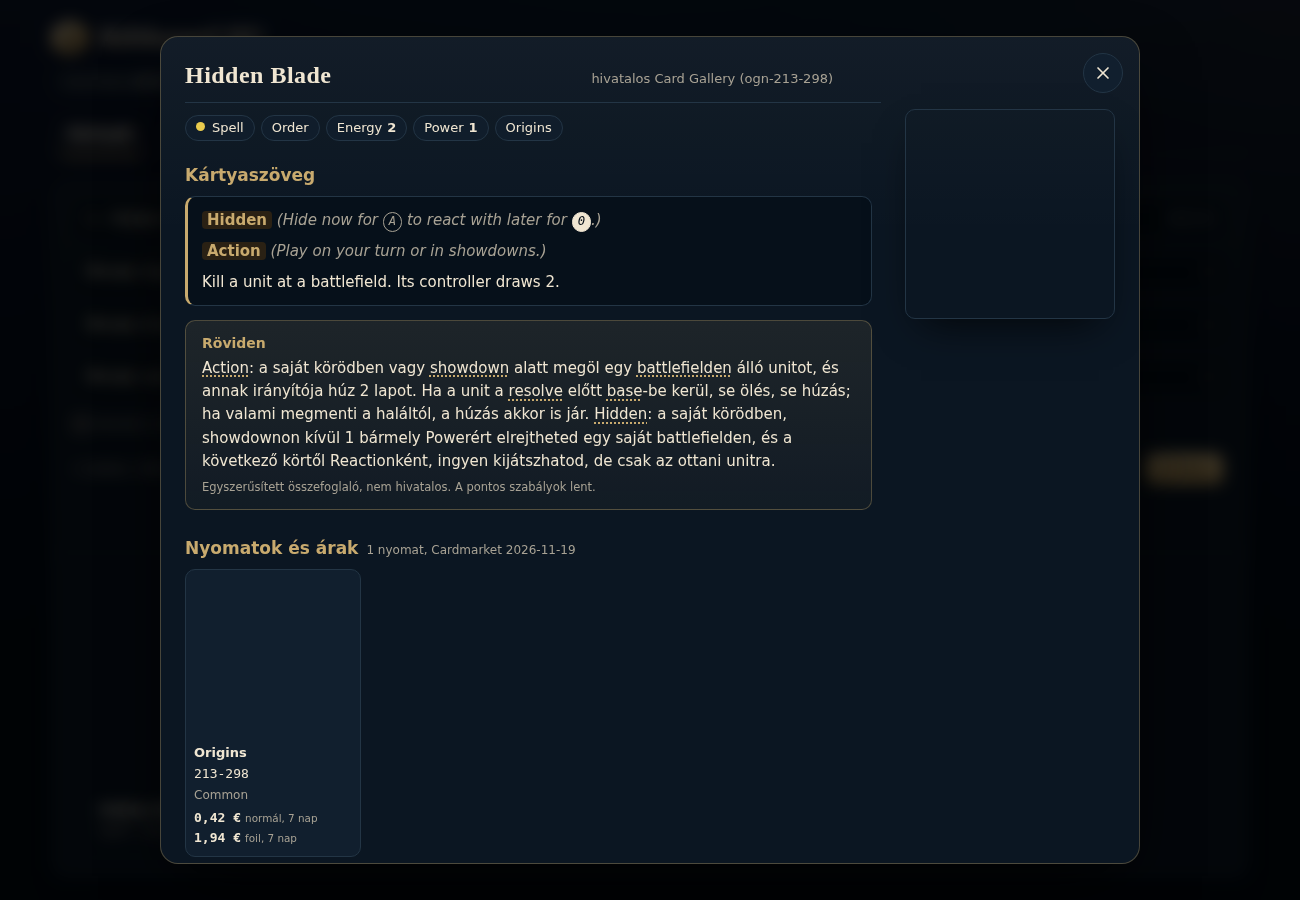 Hidden Blade
hivatalos Card Gallery (ogn-213-298)
Spell
Order
Energy 2
Power 1
Origins
Kártyaszöveg
Hidden (Hide now for A to react with later for 0.)
Action (Play on your turn or in showdowns.)
Kill a unit at a battlefield. Its controller draws 2.
Röviden
Action: a saját körödben vagy showdown alatt megöl egy battlefielden álló unitot, és
annak irányítója húz 2 lapot. Ha a unit a resolve előtt base-be kerül, se ölés, se húzás;
ha valami megmenti a haláltól, a húzás akkor is jár. Hidden: a saját körödben,
showdownon kívül 1 bármely Powerért elrejtheted egy saját battlefielden, és a
következő körtől Reactionként, ingyen kijátszhatod, de csak az ottani unitra.
Egyszerűsített összefoglaló, nem hivatalos. A pontos szabályok lent.
Nyomatok és árak 1 nyomat, Cardmarket 2026-11-19
Origins
213-298
Common
0,42 € normál, 7 nap
1,94 € foil, 7 nap